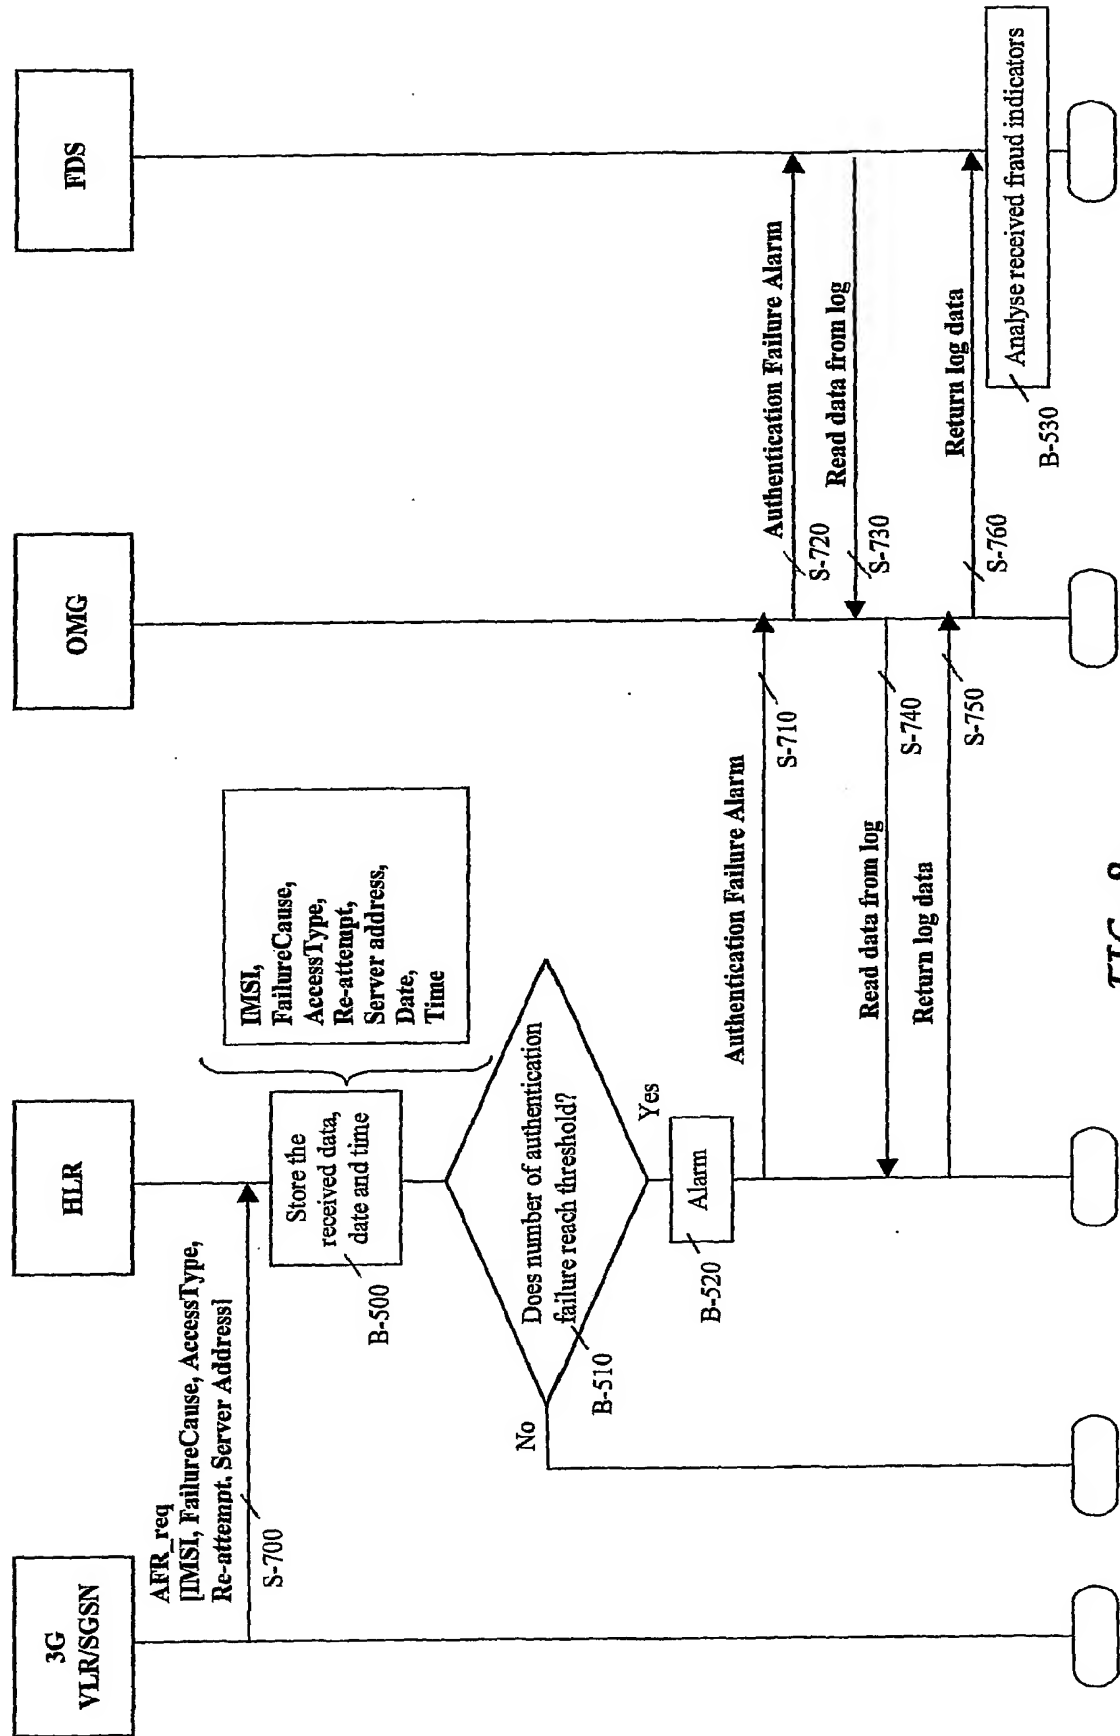 3G
VLR/SGSN
HLR
OMG
FDS
AFR_req
[IMSI, FailureCause, AccessType,
Re-attempt, Server Address]
S-700
Store the
received data,
date and time
B-500
IMSI,
FailureCause,
AccessType,
Re-attempt,
Server address,
Date,
Time
Does number of authentication
failure reach threshold?
B-510
No
Yes
Alarm
B-520
Authentication Failure Alarm
S-710
Authentication Failure Alarm
S-720
Read data from log
S-730
Read data from log
S-740
Return log data
S-750
Return log data
S-760
Analyse received fraud indicators
B-530